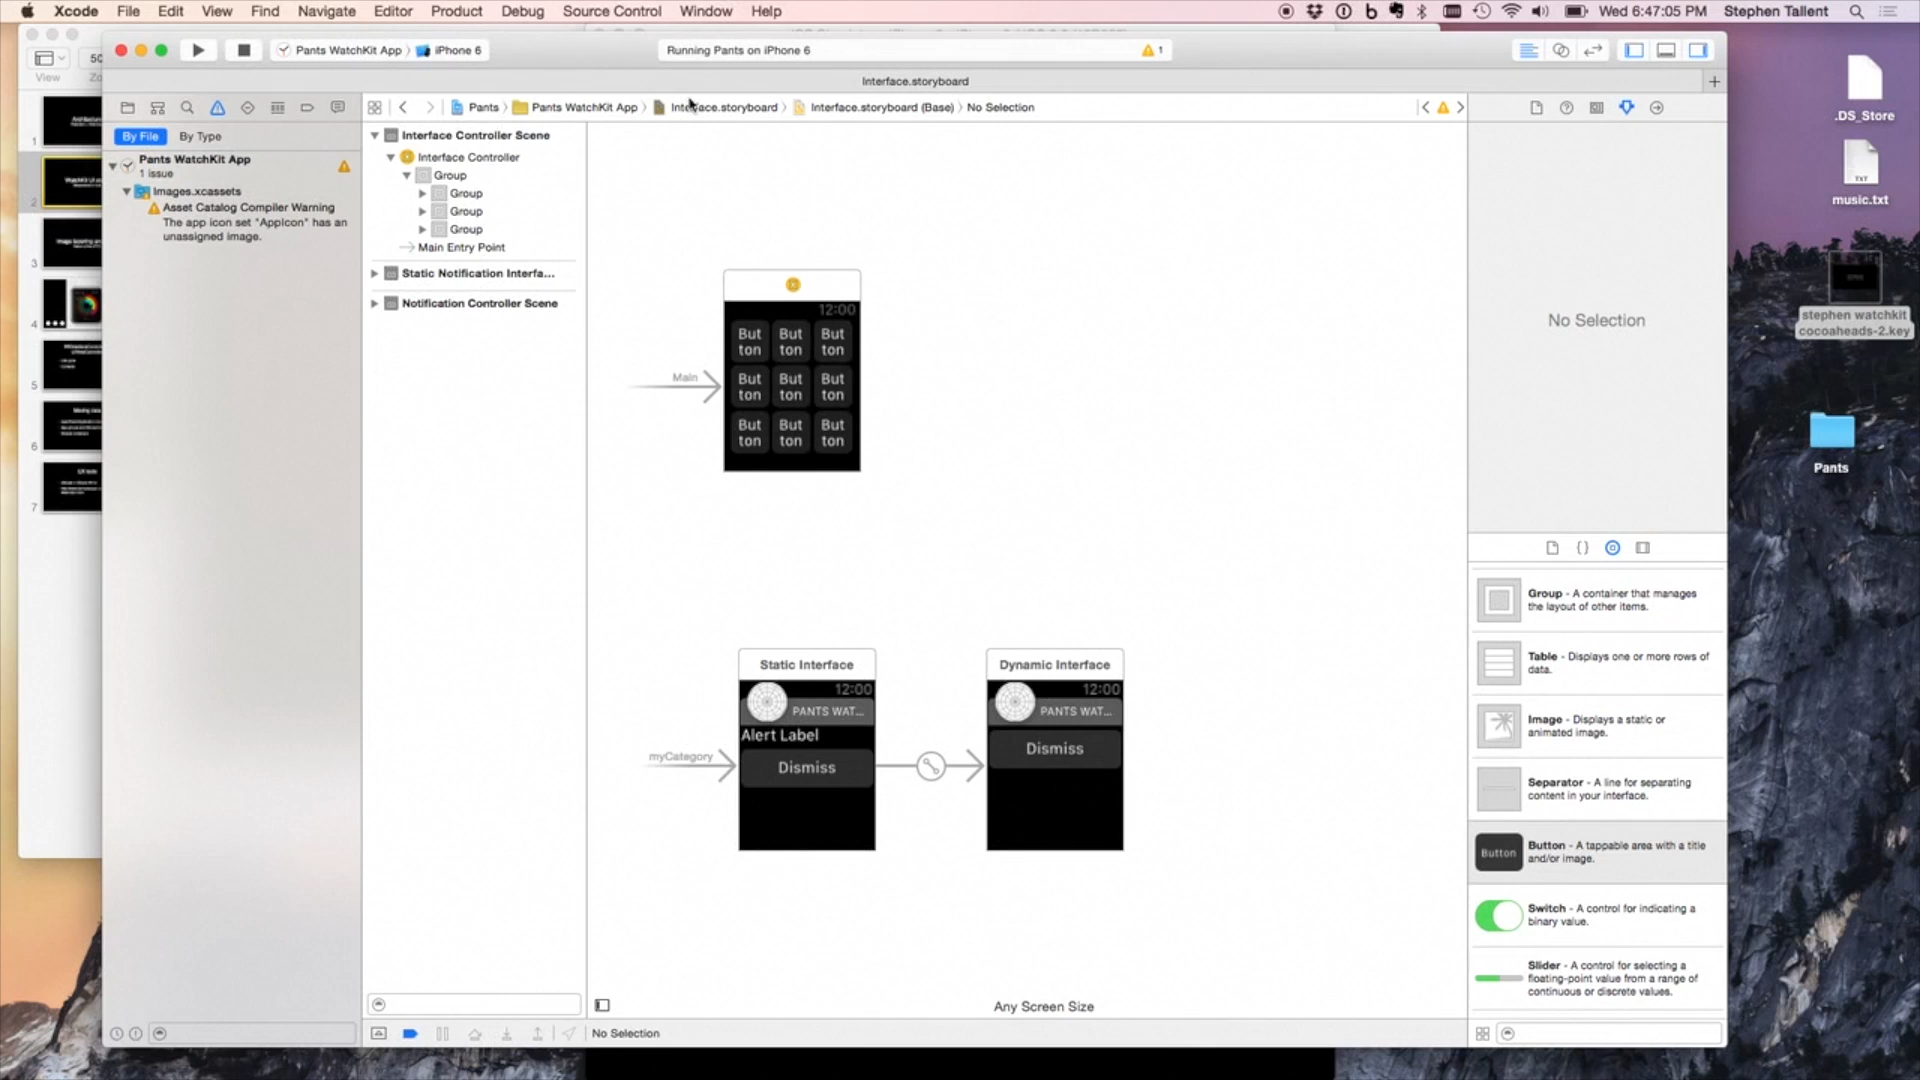 Xcode File Edit View Find Navigate Editor Product Debug Source Control Window Help Wed 6:47:05 PM Stephen Tallent
Pants WatchKit App iPhone 6
Running Pants on iPhone 6
1
View
Interface.storyboard
Pants Pants WatchKit App Interface.storyboard Interface.storyboard (Base) No Selection
By File By Type
Pants WatchKit App
1 issue
Images.xcassets
Asset Catalog Compiler Warning
The app icon set "AppIcon" has an
unassigned image.
1
2
3
4
5
6
7
Interface Controller Scene
Interface Controller
Group
Group
Group
Group
Main Entry Point
Static Notification Interfa...
Notification Controller Scene
12:00
But
ton
But
ton
But
ton
But
ton
But
ton
But
ton
But
ton
But
ton
But
ton
Main
Static Interface
12:00
PANTS WAT...
Alert Label
Dismiss
myCategory
Dynamic Interface
12:00
PANTS WAT...
Dismiss
Any Screen Size
No Selection
No Selection
Group - A container that manages
the layout of other items.
Table - Displays one or more rows of
data.
Image - Displays a static or
animated image.
Separator - A line for separating
content in your interface.
Button
Button - A tappable area with a title
and/or image.
Switch - A control for indicating a
binary value.
Slider - A control for selecting a
floating-point value from a range of
continuous or discrete values.
.DS_Store
TXT
music.txt
stephen watchkit
cocoaheads-2.key
Pants